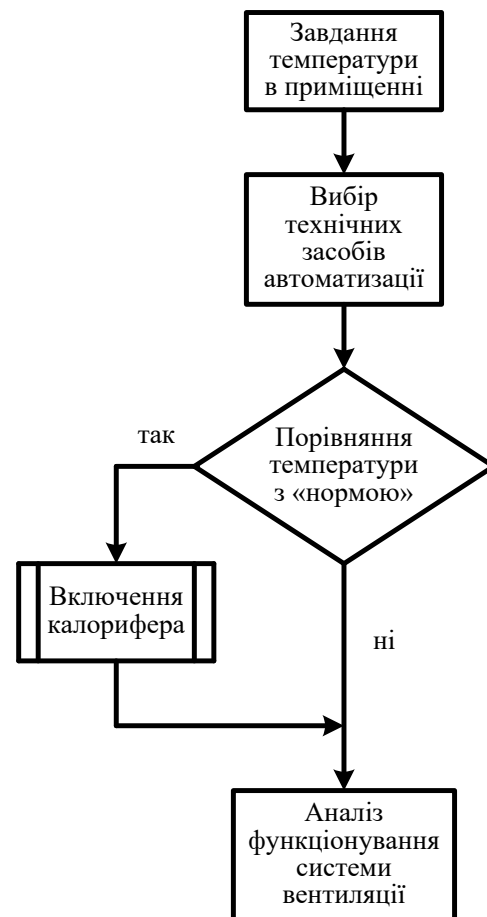 Завдання
температури
в приміщенні
Вибір
технічних
засобів
автоматизації
так
Порівняння
температури
з «нормою»
Включення
калорифера
ні
Аналіз
функціонування
системи
вентиляції